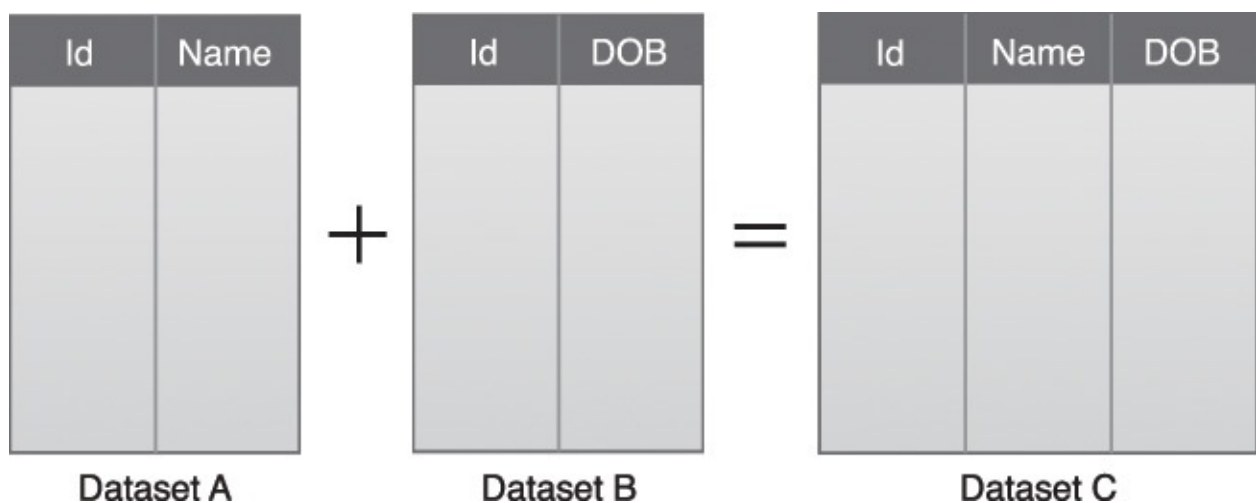 Id Name
Id DOB
Id Name DOB
+
=
Dataset A
Dataset B
Dataset C